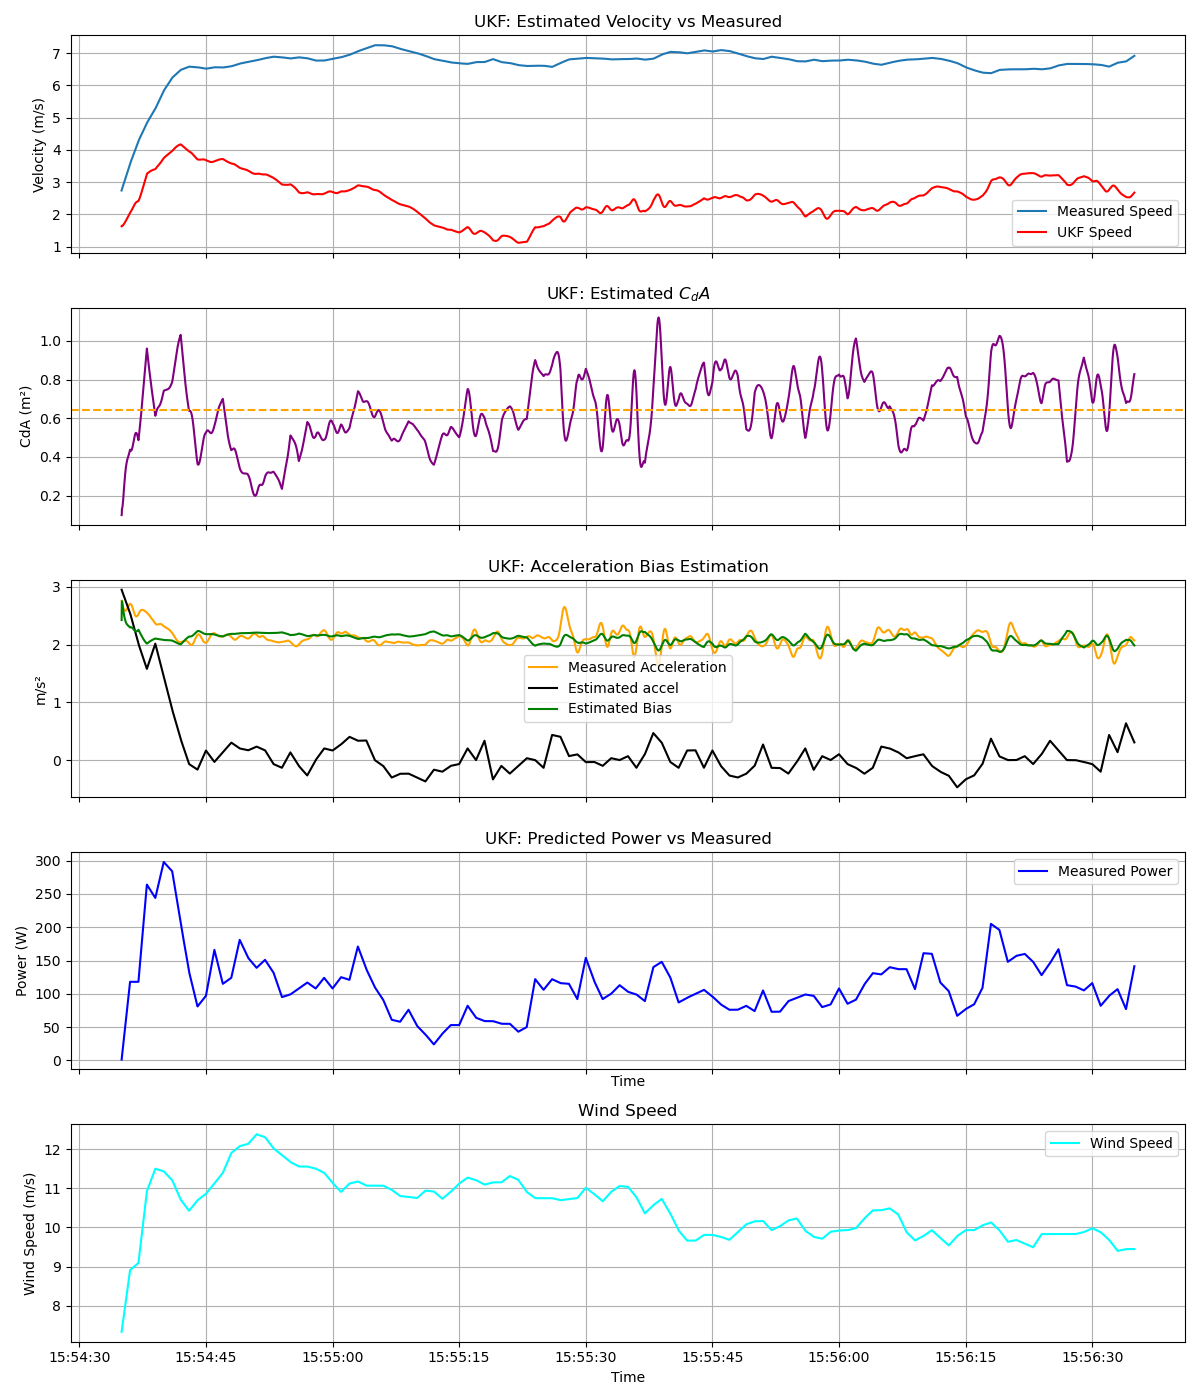 UKF: Estimated Velocity vs Measured
7
6
5
4
3
2
1
Velocity (m/s)
Measured Speed
UKF Speed
UKF: Estimated CdA
1.0
0.8
0.6
0.4
0.2
CdA (m²)
UKF: Acceleration Bias Estimation
3
2
1
0
m/s²
Measured Acceleration
Estimated accel
Estimated Bias
UKF: Predicted Power vs Measured
300
250
200
150
100
50
0
Power (W)
Measured Power
Time
Wind Speed
12
11
10
9
8
Wind Speed (m/s)
Wind Speed
15:54:30 15:54:45 15:55:00 15:55:15 15:55:30 15:55:45 15:56:00 15:56:15 15:56:30
Time